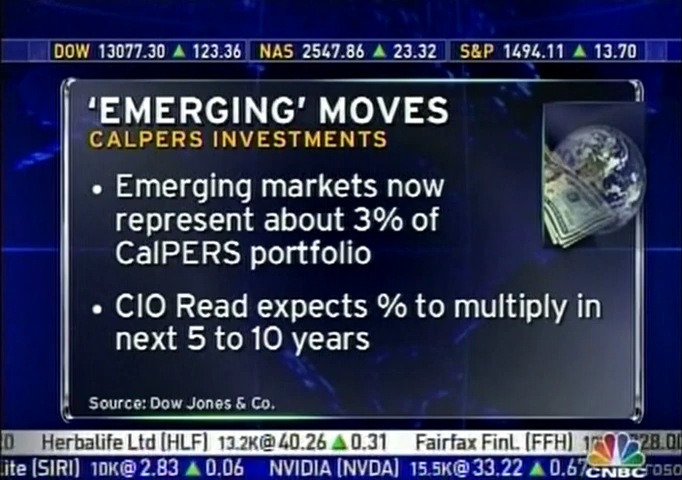 DOW 13077.30 ▲ 123.36 NAS 2547.86 ▲ 23.32 S&P 1494.11 ▲ 13.70
‘EMERGING’ MOVES
CALPERS INVESTMENTS
• Emerging markets now
represent about 3% of
CalPERS portfolio
• CIO Read expects % to multiply in
next 5 to 10 years
Source: Dow Jones & Co.
Herbalife Ltd (HLF) 13.2K@40.26 ▲0.31 Fairfax Finl. (FFH)
(SIRI) 10K@2.83 ▲0.06 NVIDIA (NVDA) 15.5K@33.22 ▲
CNBC